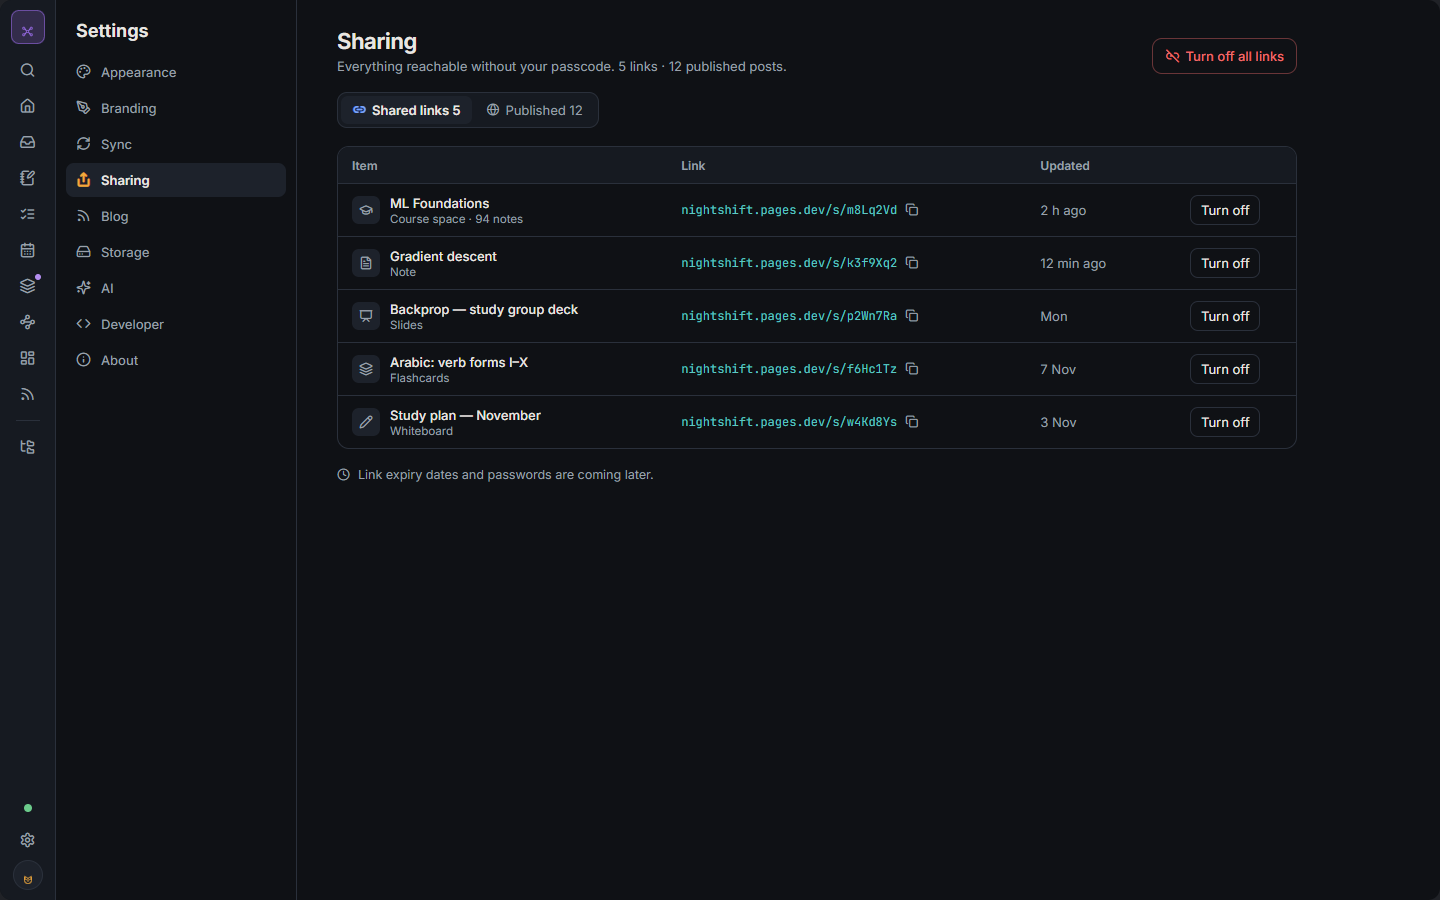 Settings
Appearance
Branding
Sync
Sharing
Blog
Storage
AI
Developer
About
Sharing
Everything reachable without your passcode. 5 links · 12 published posts.
Turn off all links
Shared links 5
Published 12
Item Link Updated
ML Foundations
Course space · 94 notes
nightshift.pages.dev/s/m8Lq2Vd
2 h ago
Turn off
Gradient descent
Note
nightshift.pages.dev/s/k3f9Xq2
12 min ago
Turn off
Backprop — study group deck
Slides
nightshift.pages.dev/s/p2Wn7Ra
Mon
Turn off
Arabic: verb forms I–X
Flashcards
nightshift.pages.dev/s/f6Hc1Tz
7 Nov
Turn off
Study plan — November
Whiteboard
nightshift.pages.dev/s/w4Kd8Ys
3 Nov
Turn off
Link expiry dates and passwords are coming later.